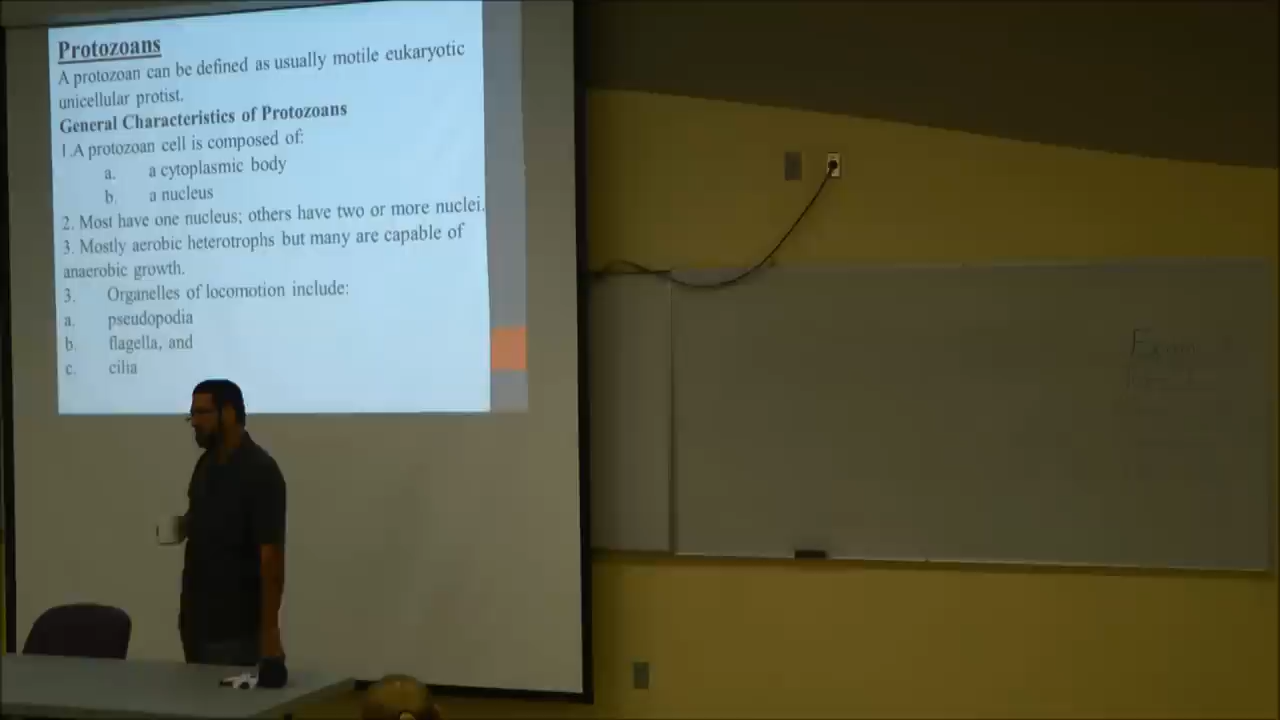 Protozoans
A protozoan can be defined as usually motile eukaryotic
unicellular protist.
General Characteristics of Protozoans
1.A protozoan cell is composed of:
a. a cytoplasmic body
b. a nucleus
2. Most have one nucleus; others have two or more nuclei.
3. Mostly aerobic heterotrophs but many are capable of
anaerobic growth.
3. Organelles of locomotion include:
a. pseudopodia
b. flagella, and
c. cilia